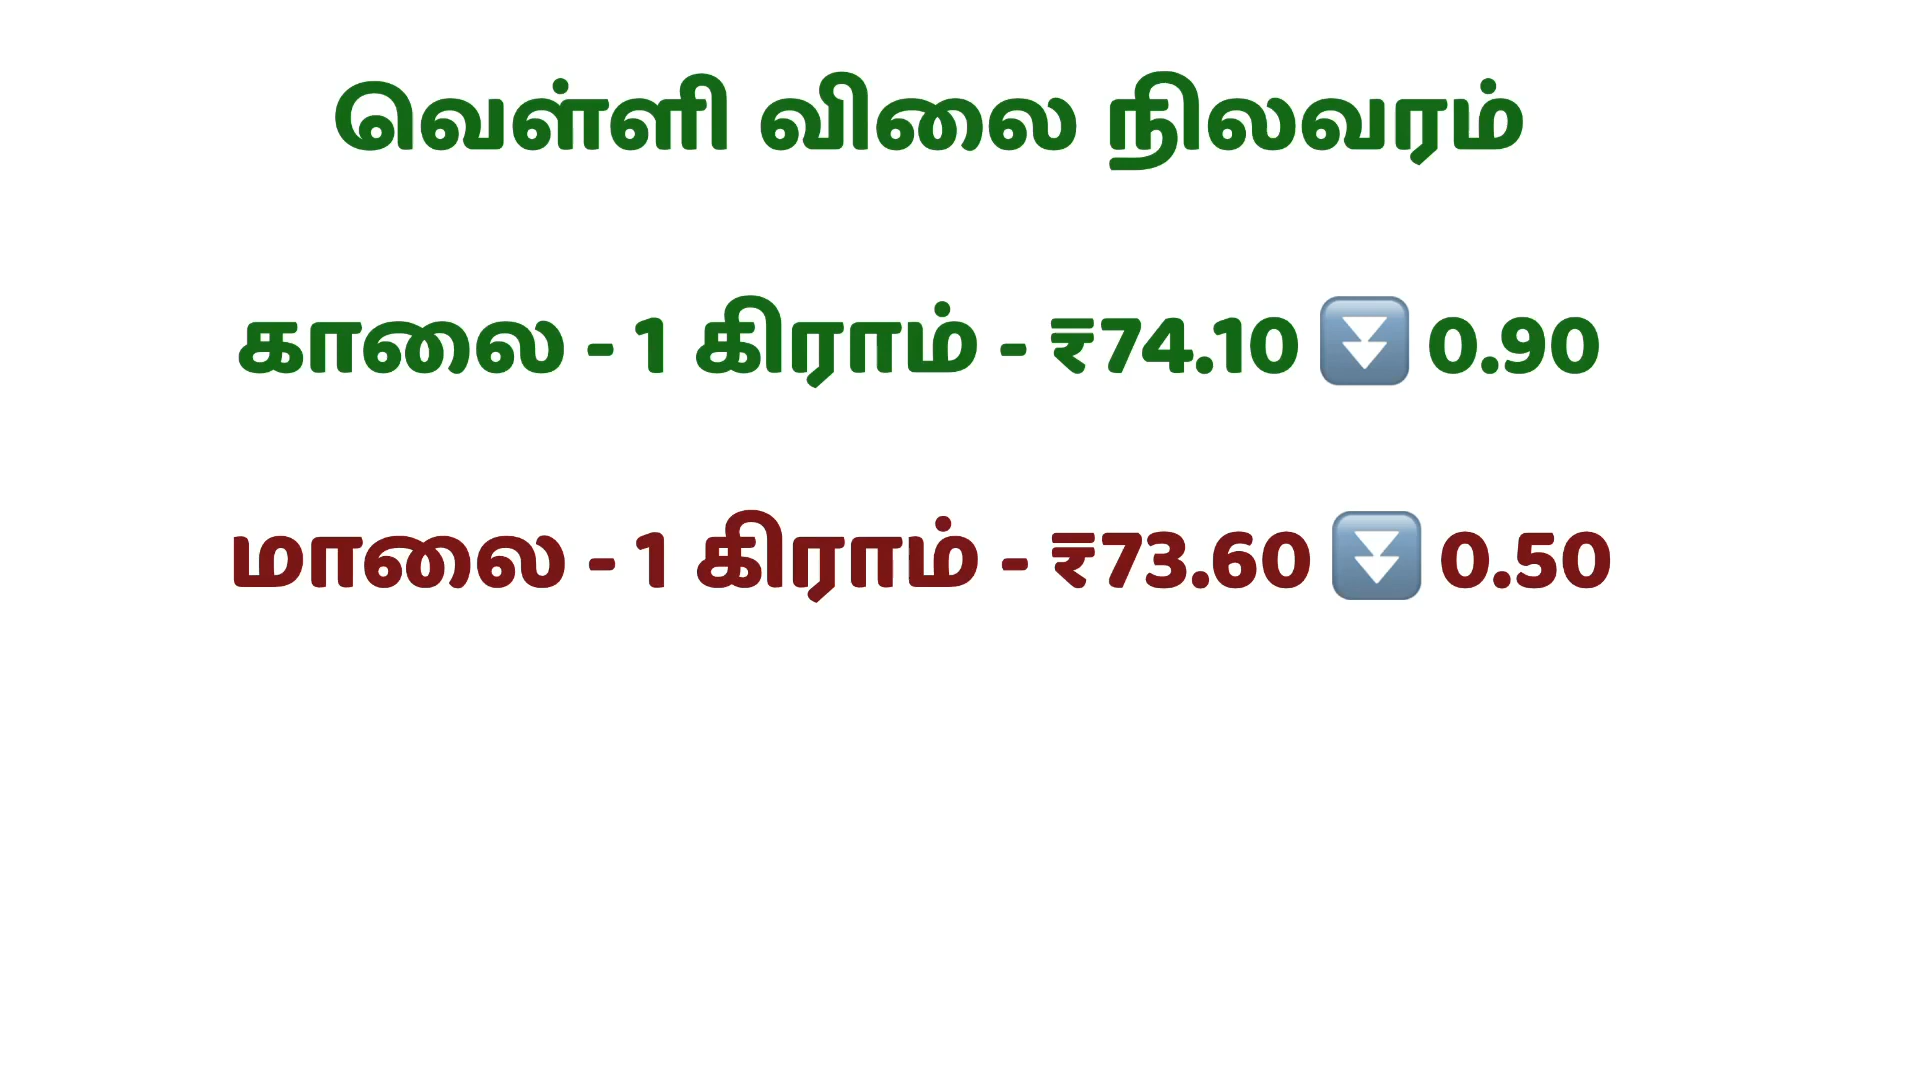 வெள்ளி விலை நிலவரம்
காலை - 1 கிராம் - ₹74.10 ⏬ 0.90
மாலை - 1 கிராம் - ₹73.60 ⏬ 0.50